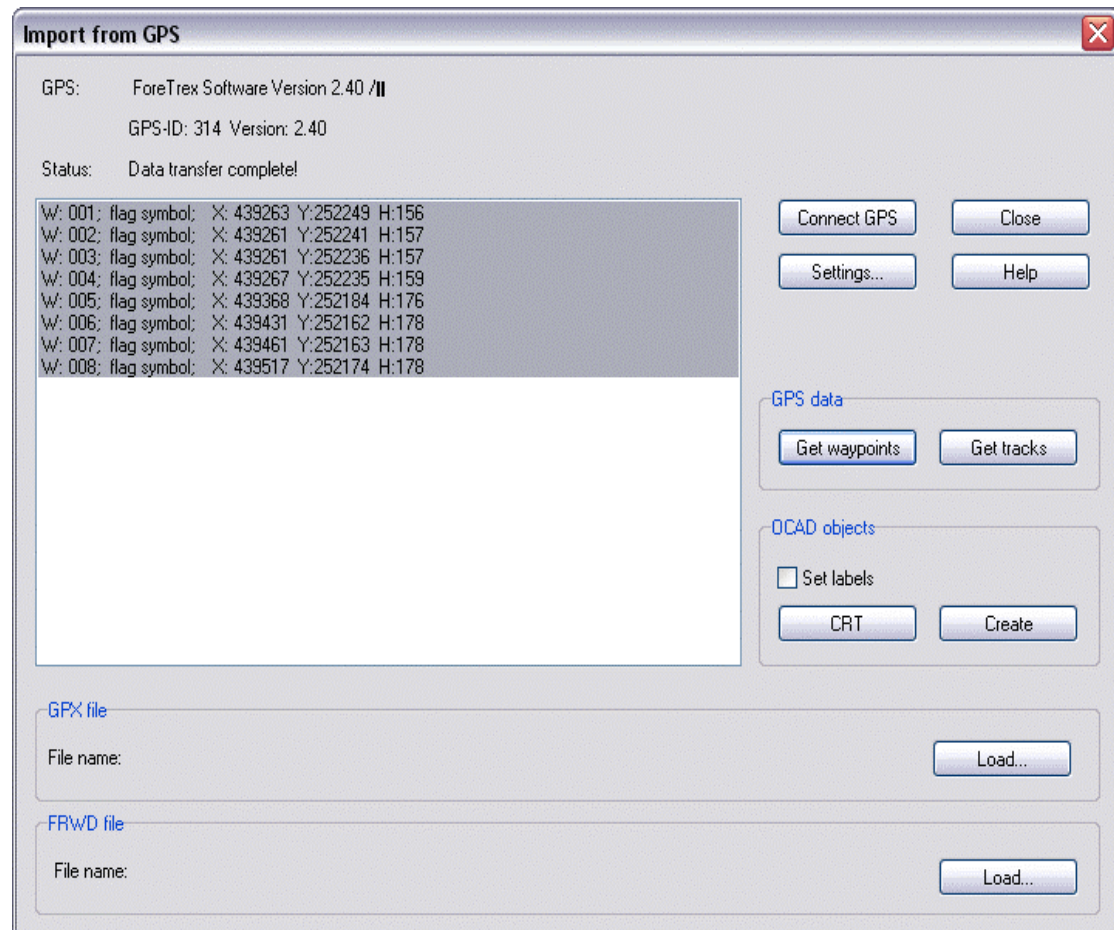 Import from GPS
GPS: ForeTrex Software Version 2.40 /
GPS-ID: 314 Version: 2.40
Status: Data transfer complete!
W: 001; flag symbol; X: 439263 Y:252249 H:156
W: 002; flag symbol; X: 439261 Y:252241 H:157
W: 003; flag symbol; X: 439261 Y:252236 H:157
W: 004; flag symbol; X: 439267 Y:252235 H:159
W: 005; flag symbol; X: 439368 Y:252184 H:176
W: 006; flag symbol; X: 439431 Y:252162 H:178
W: 007; flag symbol; X: 439461 Y:252163 H:178
W: 008; flag symbol; X: 439517 Y:252174 H:178
Connect GPS Close
Settings... Help
GPS data
Get waypoints Get tracks
OCAD objects
Set labels
CRT Create
GPX file
File name: Load...
FRWD file
File name: Load...